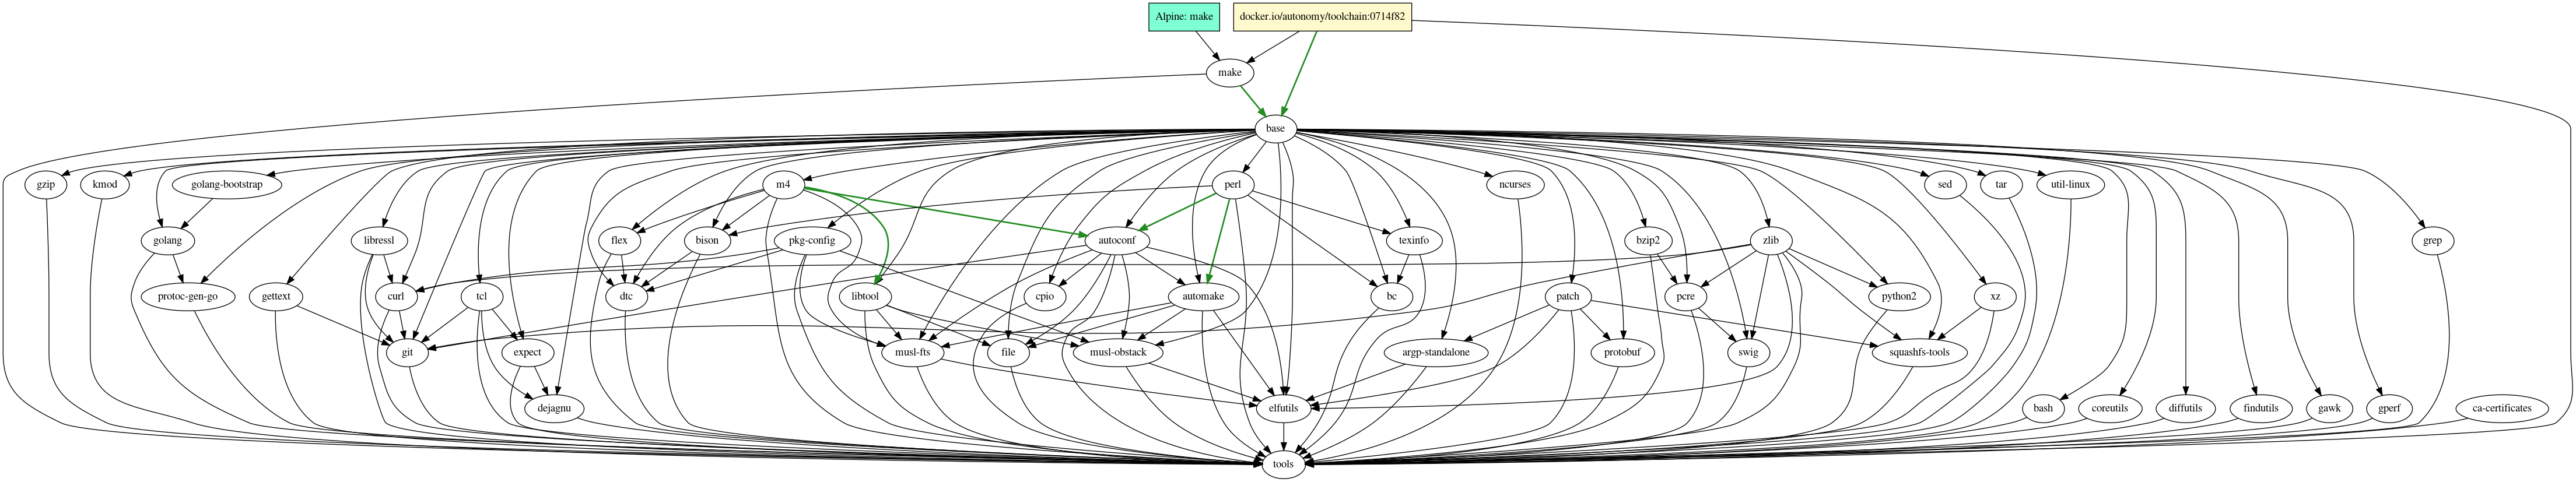 Alpine: make
docker.io/autonomy/toolchain:0714f82
make
base
gzip
kmod
golang-bootstrap
m4
perl
ncurses
sed
tar
util-linux
golang
libressl
flex
bison
pkg-config
autoconf
texinfo
bzip2
zlib
grep
protoc-gen-go
gettext
curl
tcl
dtc
libtool
cpio
automake
bc
patch
pcre
python2
xz
git
expect
musl-fts
file
musl-obstack
argp-standalone
protobuf
swig
squashfs-tools
dejagnu
elfutils
bash
coreutils
diffutils
findutils
gawk
gperf
ca-certificates
tools